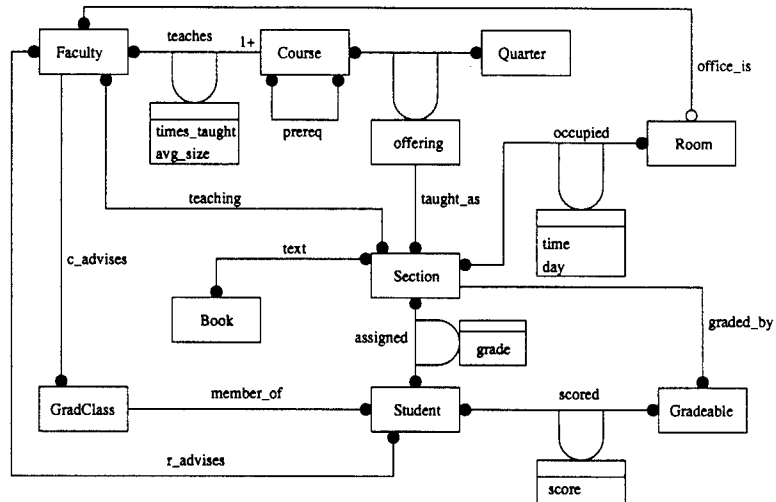 teaches
1+
Faculty
Course
Quarter
office_is
times_taught
avg_size
prereq
offering
occupied
Room
teaching
taught_as
time
day
c_advises
text
Section
Book
graded_by
assigned
grade
member_of
scored
GradClass
Student
Gradeable
r_advises
score